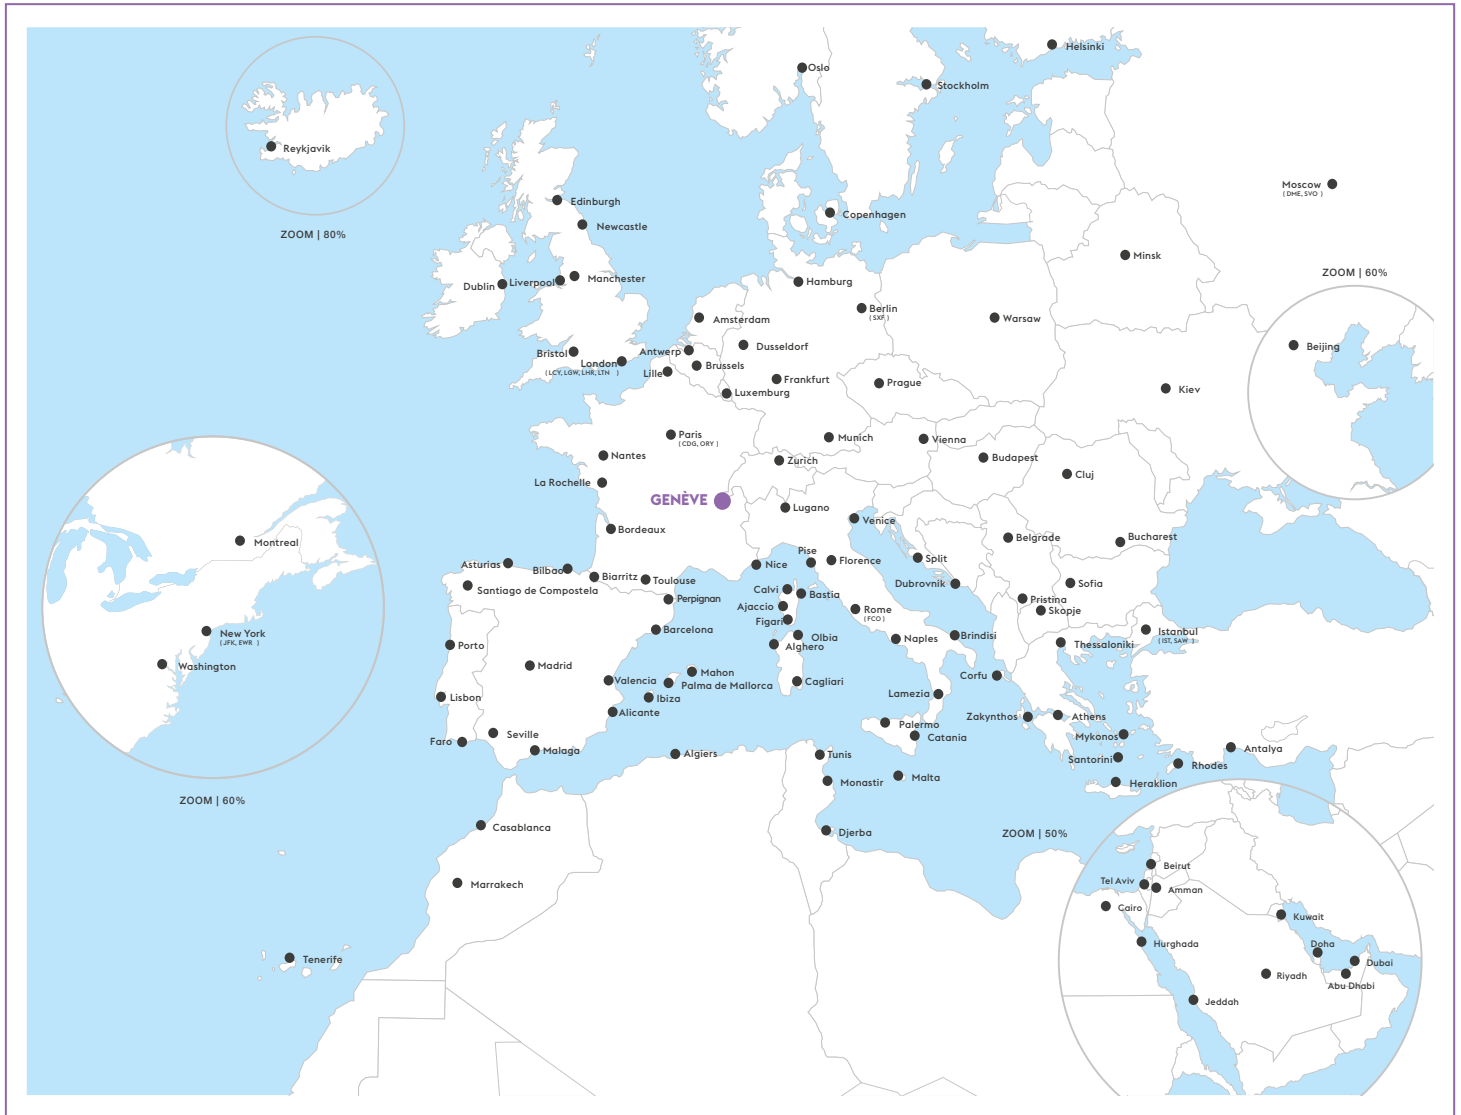 Helsinki
Oslo
Stockholm
Reykjavik
Moscow
( DME, SVO )
Edinburgh
Copenhagen
Newcastle
ZOOM | 80%
Minsk
ZOOM | 60%
Manchester
Dublin
Liverpool
Hamburg
Berlin
( SXF )
Amsterdam
Warsaw
Dusseldorf
Beijing
Bristol
Antwerp
London
( LCY, LGW, LHR, LTN )
Brussels
Lille
Frankfurt
Prague
Luxemburg
Kiev
Paris
( CDG, ORY )
Munich
Vienna
Nantes
Zurich
Budapest
Cluj
La Rochelle
GENÈVE
Lugano
Venice
Bordeaux
Montreal
Belgrade
Bucharest
Pise
Florence
Split
Asturias
Bilbao
Nice
Biarritz
Toulouse
Dubrovnik
Sofia
Santiago de Compostela
Calvi
Bastia
Perpignan
Pristina
Ajaccio
Rome
( FCO )
Skopje
Figari
Barcelona
New York
( JFK, EWR )
Olbia
Naples
Brindisi
Istanbul
( IST, SAW )
Porto
Alghero
Thessaloniki
Washington
Madrid
Mahon
Corfu
Valencia
Palma de Mallorca
Cagliari
Lisbon
Ibiza
Lamezia
Alicante
Zakynthos
Athens
Palermo
Faro
Seville
Catania
Mykonos
Malaga
Algiers
Tunis
Antalya
Santorini
Rhodes
Malta
Monastir
Heraklion
ZOOM | 60%
Casablanca
Djerba
ZOOM | 50%
Beirut
Marrakech
Tel Aviv
Amman
Cairo
Kuwait
Hurghada
Doha
Tenerife
Dubai
Riyadh
Abu Dhabi
Jeddah